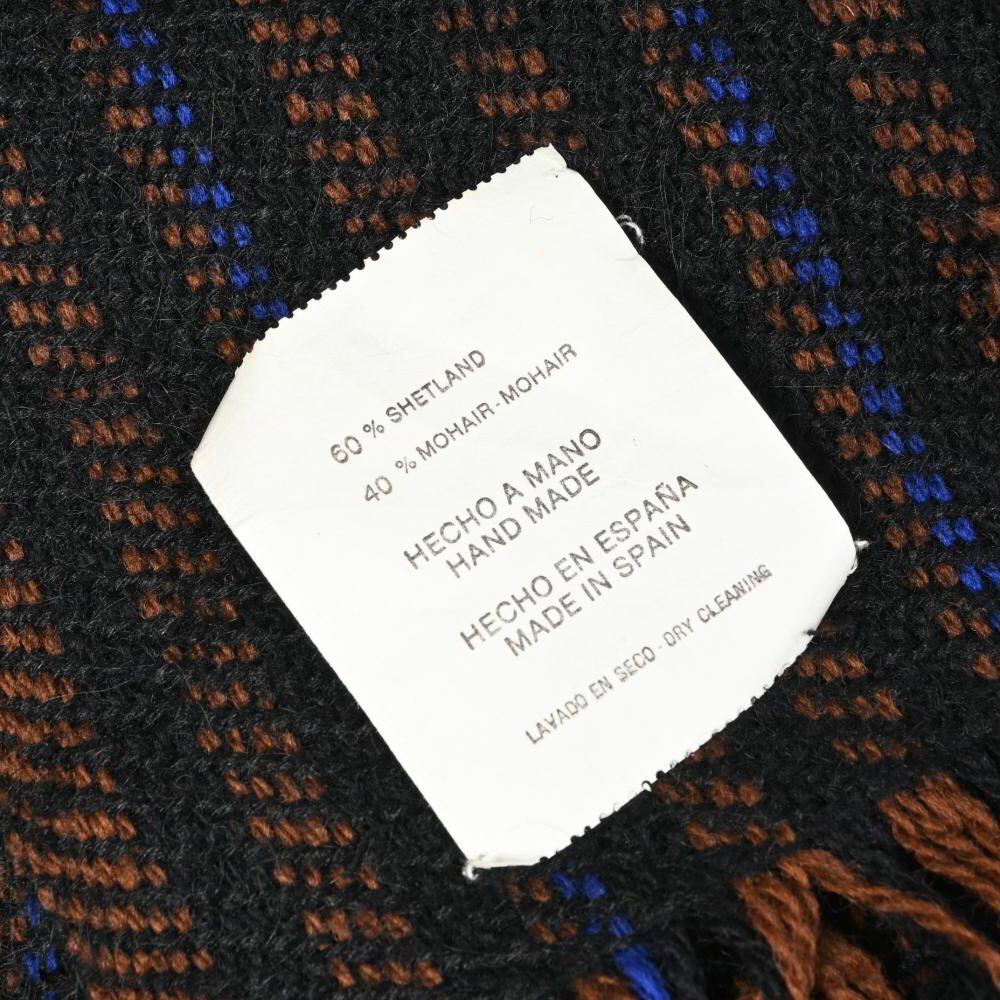 60 % SHETLAND
40 % MOHAIR-MOHAIR
HECHO A MANO
HAND MADE
HECHO EN ESPAÑA
MADE IN SPAIN
LAVADO EN SECO - DRY CLEANING